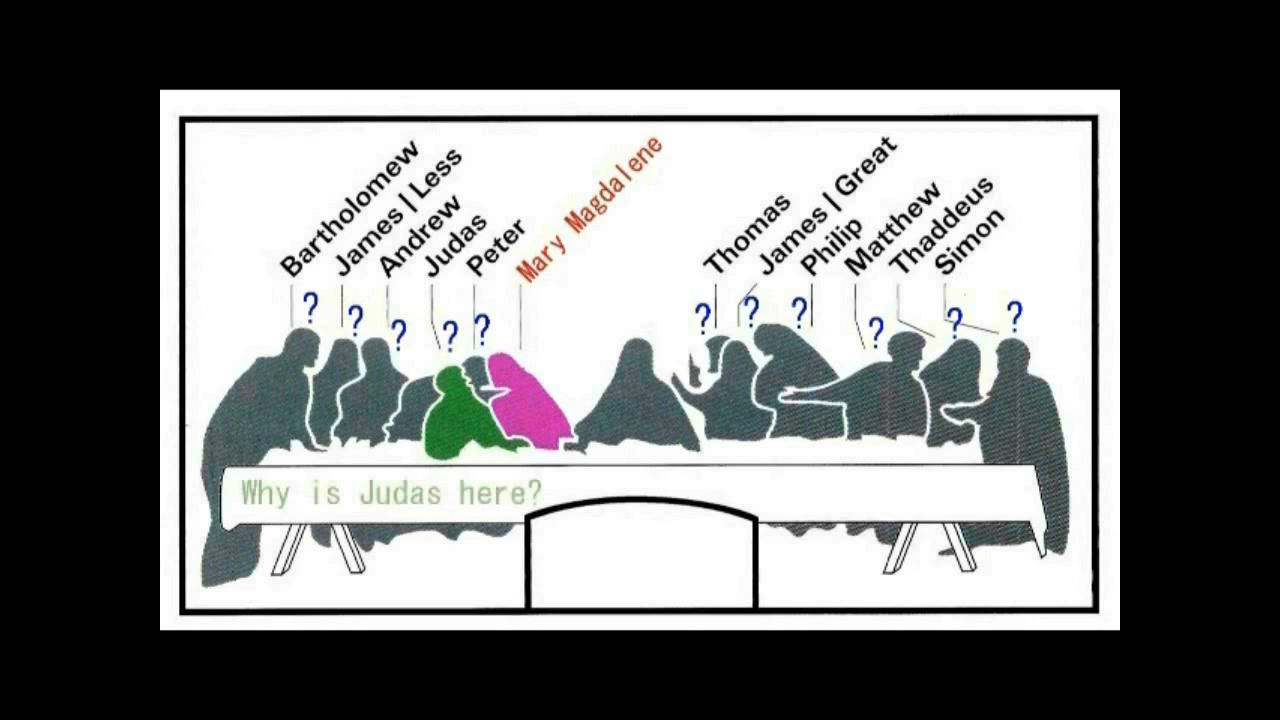 Bartholomew
James | Less
Andrew
Judas
Peter
Mary Magdalene
Thomas
James | Great
Philip
Matthew
Thaddeus
Simon
? ? ? ? ? ? ? ? ? ? ?
Why is Judas here?